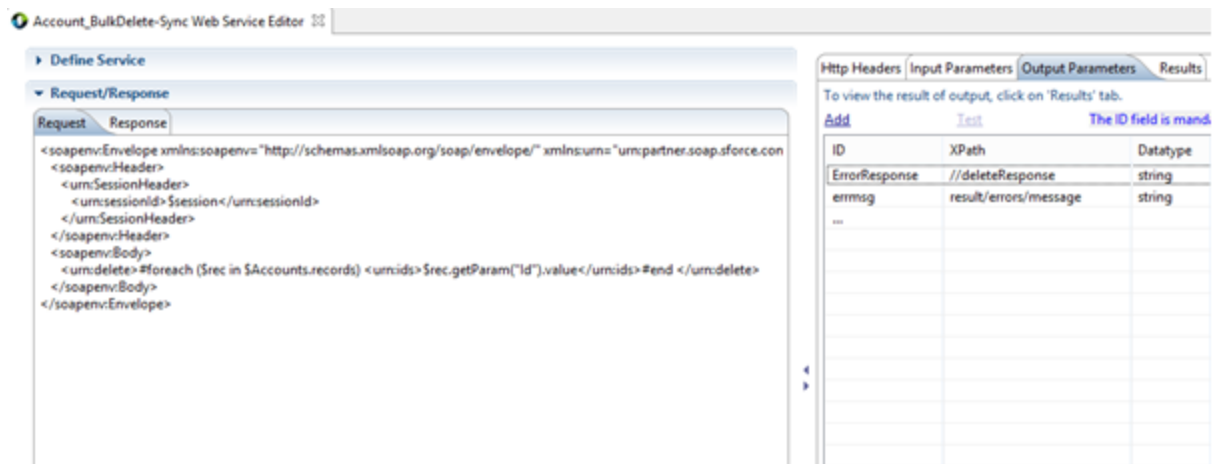 Account_BulkDelete-Sync Web Service Editor
Define Service
Request/Response
Request Response
<soapenv:Envelope xmlns:soapenv="http://schemas.xmlsoap.org/soap/envelope/" xmlns:urn="urn:partner.soap.sforce.con
<soapenv:Header>
<urn:SessionHeader>
<urn:sessionId>$session</urn:sessionId>
</urn:SessionHeader>
</soapenv:Header>
<soapenv:Body>
<urn:delete>#foreach ($rec in $Accounts.records) <urn:ids>$rec.getParam("Id").value</urn:ids>#end </urn:delete>
</soapenv:Body>
</soapenv:Envelope>
Http Headers Input Parameters Output Parameters Results
To view the result of output, click on 'Results' tab.
Add Test The ID field is manda
ID XPath Datatype
ErrorResponse //deleteResponse string
errmsg result/errors/message string
...